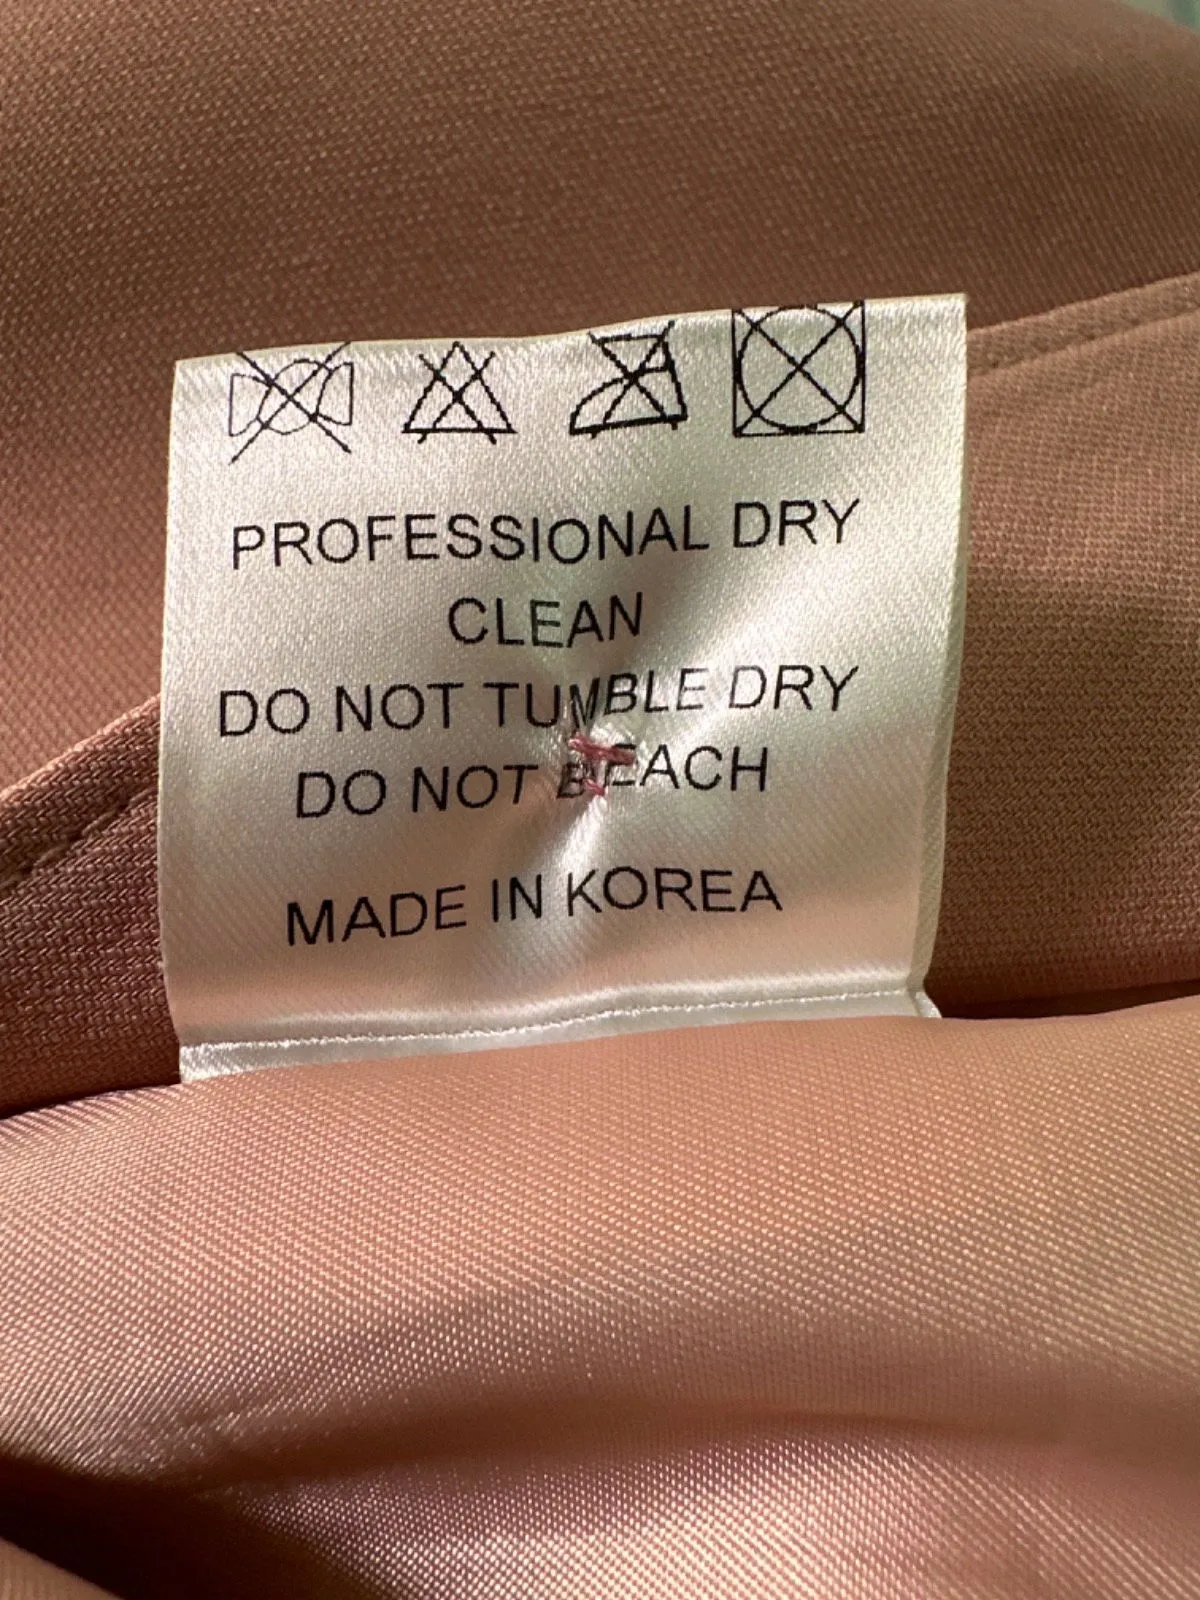 PROFESSIONAL DRY
CLEAN
DO NOT TUMBLE DRY
DO NOT BLEACH
MADE IN KOREA